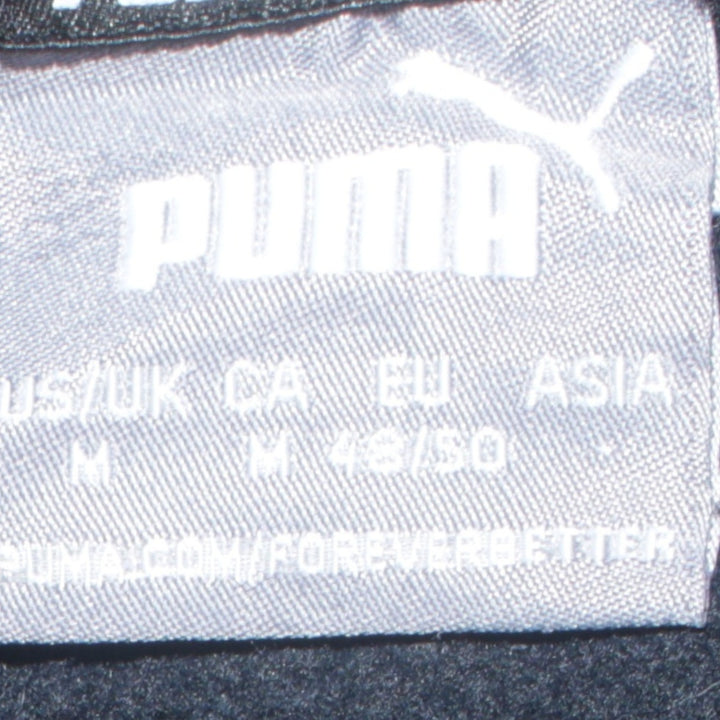 PUMA
US/UK CA EU ASIA
M M 48/50 -
PUMA.COM/FOREVERBETTER